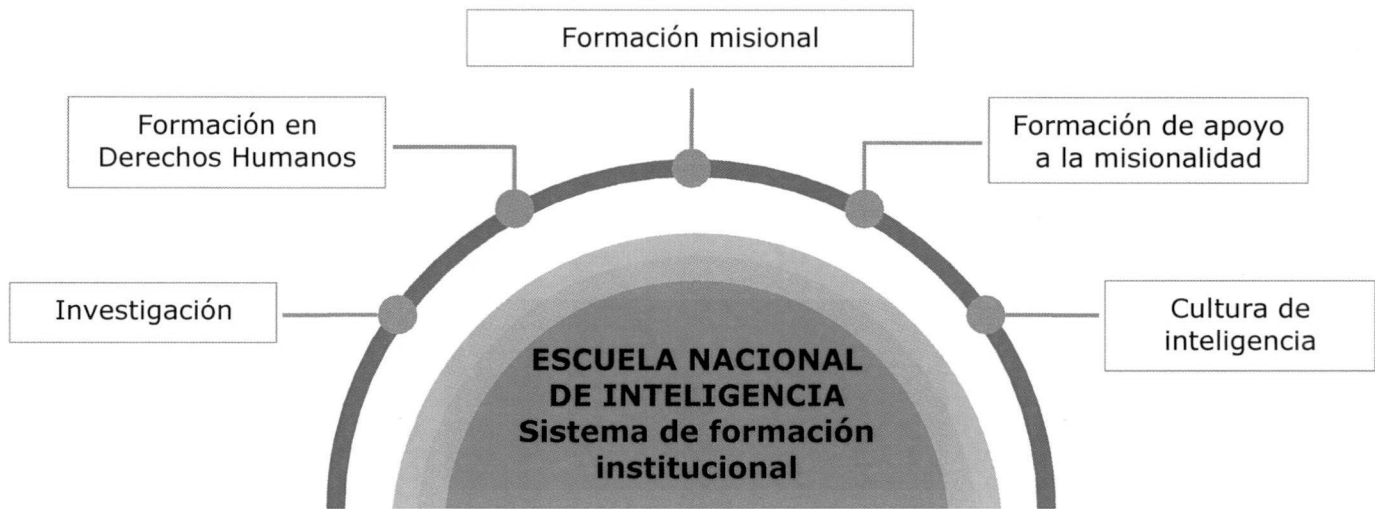 Formación misional
Formación en
Derechos Humanos
Formación de apoyo
a la misionalidad
Investigación
Cultura de
inteligencia
ESCUELA NACIONAL
DE INTELIGENCIA
Sistema de formación
institucional